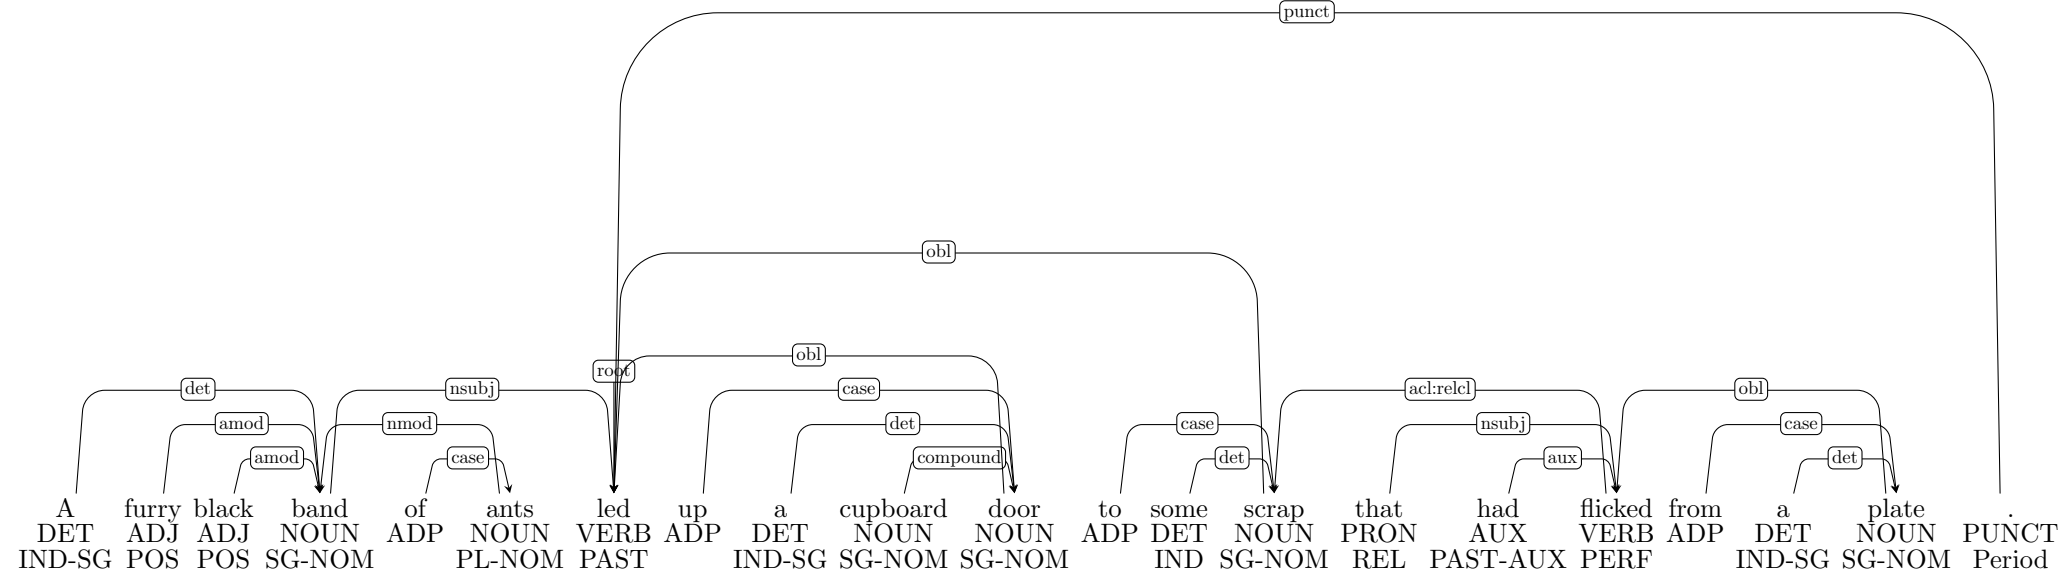 punct
obl
obl
root
det nsubj case acl:relcl obl
amod nmod det case nsubj case
amod case compound det aux det
A furry black band of ants led up a cupboard door to some scrap that had flicked from a plate .
DET ADJ ADJ NOUN ADP NOUN VERB ADP DET NOUN NOUN ADP DET NOUN PRON AUX VERB ADP DET NOUN PUNCT
IND-SG POS POS SG-NOM PL-NOM PAST IND-SG SG-NOM SG-NOM IND SG-NOM REL PAST-AUX PERF IND-SG SG-NOM Period